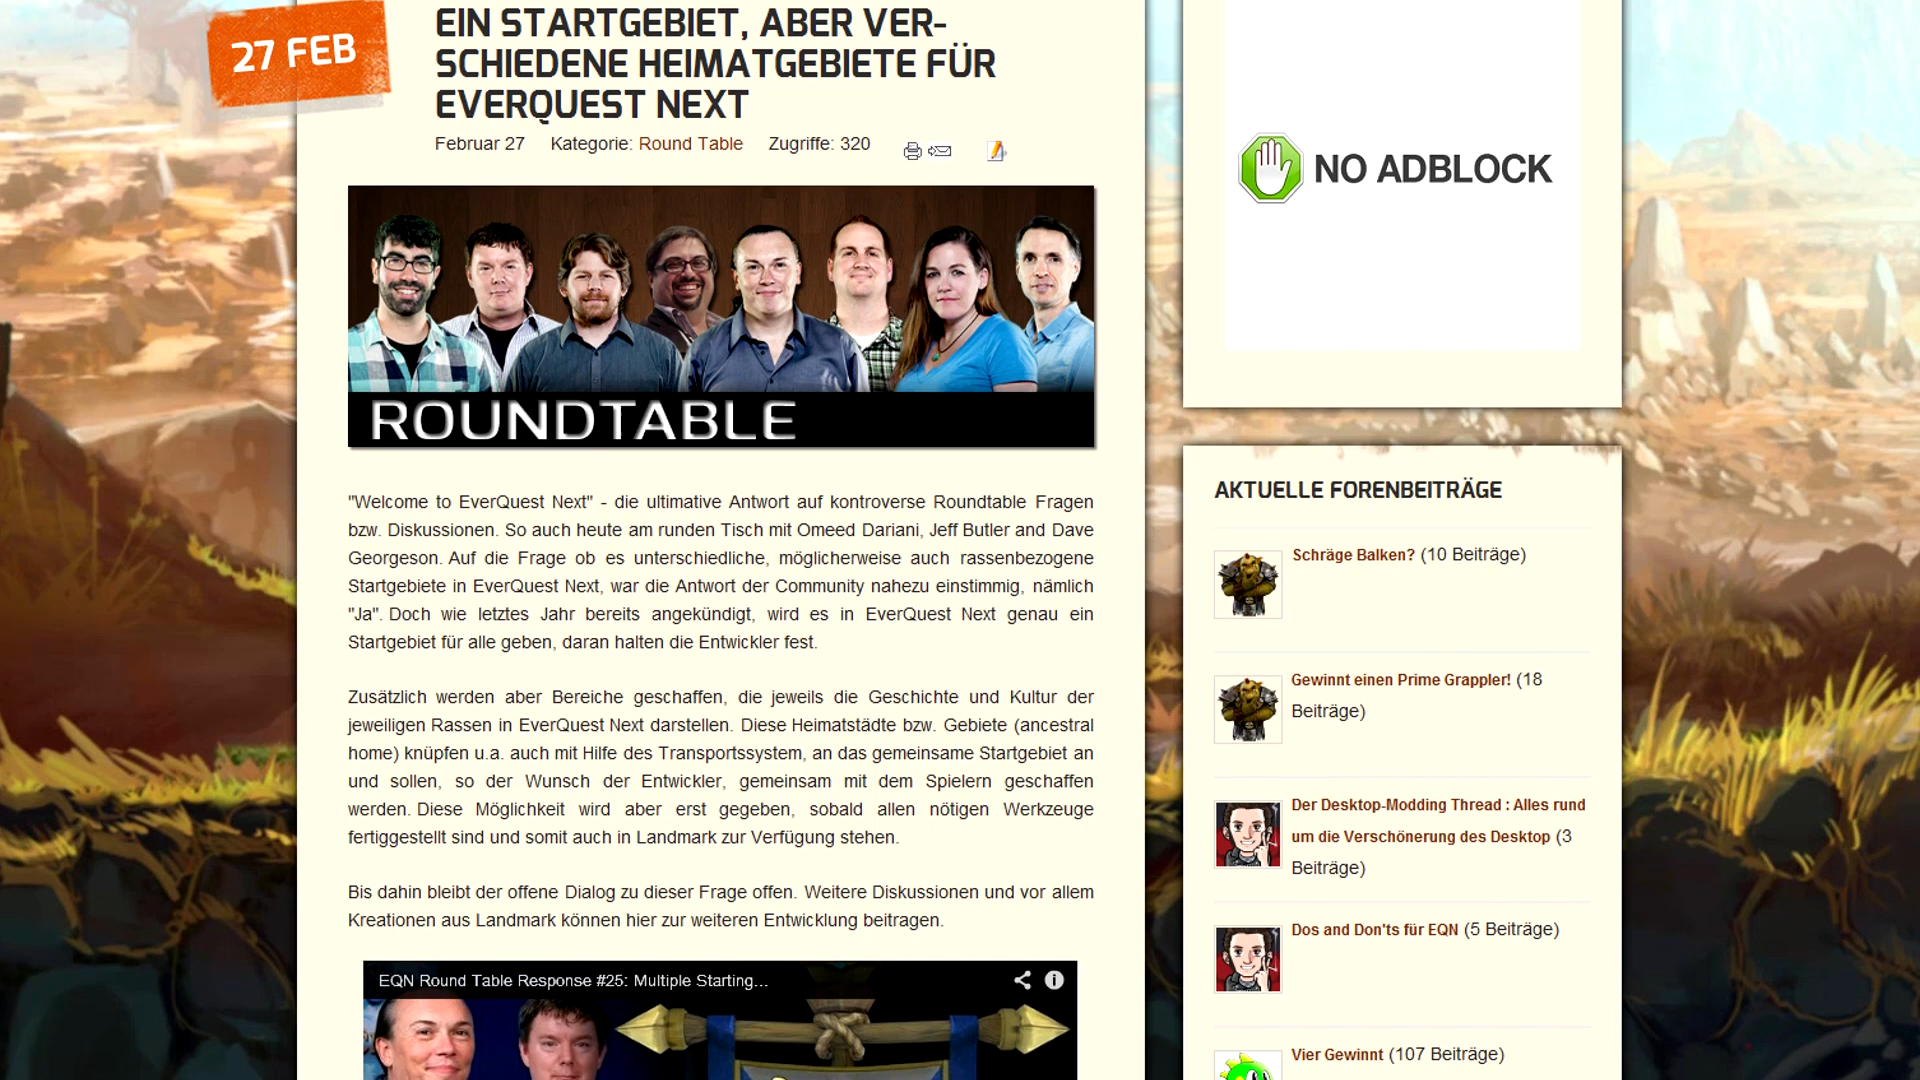 27 FEB
EIN STARTGEBIET, ABER VER-
SCHIEDENE HEIMATGEBIETE FÜR
EVERQUEST NEXT
Februar 27 Kategorie: Round Table Zugriffe: 320
ROUNDTABLE
"Welcome to EverQuest Next" - die ultimative Antwort auf kontroverse Roundtable Fragen
bzw. Diskussionen. So auch heute am runden Tisch mit Omeed Dariani, Jeff Butler and Dave
Georgeson. Auf die Frage ob es unterschiedliche, möglicherweise auch rassenbezogene
Startgebiete in EverQuest Next, war die Antwort der Community nahezu einstimmig, nämlich
"Ja". Doch wie letztes Jahr bereits angekündigt, wird es in EverQuest Next genau ein
Startgebiet für alle geben, daran halten die Entwickler fest.
Zusätzlich werden aber Bereiche geschaffen, die jeweils die Geschichte und Kultur der
jeweiligen Rassen in EverQuest Next darstellen. Diese Heimatstädte bzw. Gebiete (ancestral
home) knüpfen u.a. auch mit Hilfe des Transportssystem, an das gemeinsame Startgebiet an
und sollen, so der Wunsch der Entwickler, gemeinsam mit dem Spielern geschaffen
werden. Diese Möglichkeit wird aber erst gegeben, sobald allen nötigen Werkzeuge
fertiggestellt sind und somit auch in Landmark zur Verfügung stehen.
Bis dahin bleibt der offene Dialog zu dieser Frage offen. Weitere Diskussionen und vor allem
Kreationen aus Landmark können hier zur weiteren Entwicklung beitragen.
EQN Round Table Response #25: Multiple Starting...
NO ADBLOCK
AKTUELLE FORENBEITRÄGE
Schräge Balken? (10 Beiträge)
Gewinnt einen Prime Grappler! (18
Beiträge)
Der Desktop-Modding Thread : Alles rund
um die Verschönerung des Desktop (3
Beiträge)
Dos and Don'ts für EQN (5 Beiträge)
Vier Gewinnt (107 Beiträge)